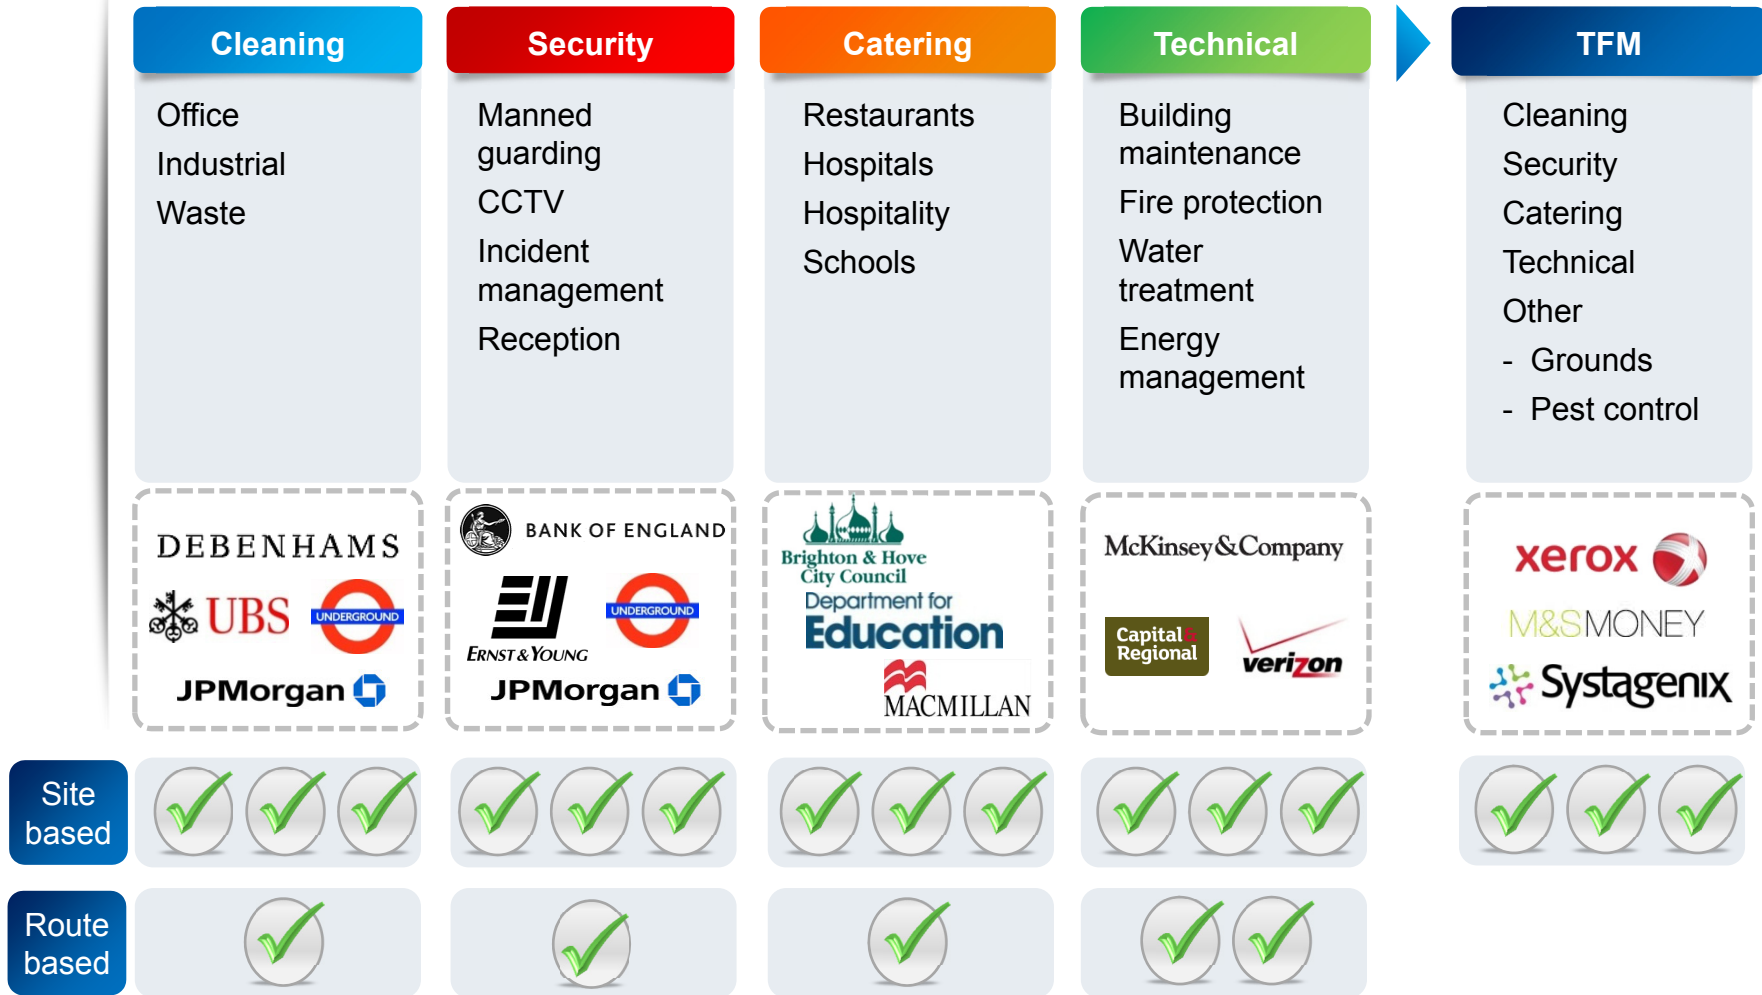 Cleaning
Security
Catering
Technical
TFM
Office
Industrial
Waste
Manned
guarding
CCTV
Incident
management
Reception
Restaurants
Hospitals
Hospitality
Schools
Building
maintenance
Fire protection
Water
treatment
Energy
management
Cleaning
Security
Catering
Technical
Other
- Grounds
- Pest control
DEBENHAMS
UBS
UNDERGROUND
JPMorgan
BANK OF ENGLAND
EY
ERNST & YOUNG
UNDERGROUND
JPMorgan
Brighton & Hove
City Council
Department for
Education
MACMILLAN
McKinsey&Company
Capital&
Regional
verizon
xerox
M&SMONEY
Systagenix
Site
based
Route
based